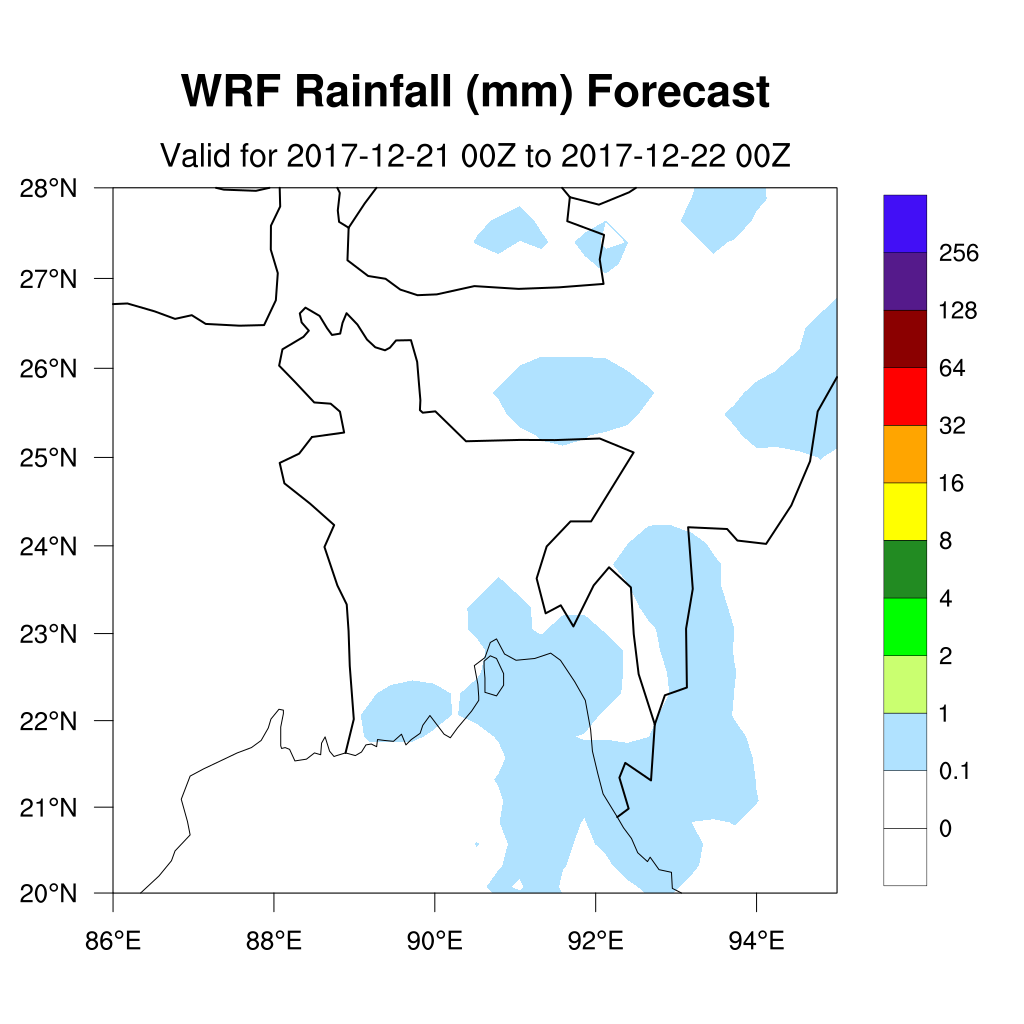 WRF Rainfall (mm) Forecast
Valid for 2017-12-21 00Z to 2017-12-22 00Z
28°N
27°N
26°N
25°N
24°N
23°N
22°N
21°N
20°N
86°E 88°E 90°E 92°E 94°E
256
128
64
32
16
8
4
2
1
0.1
0